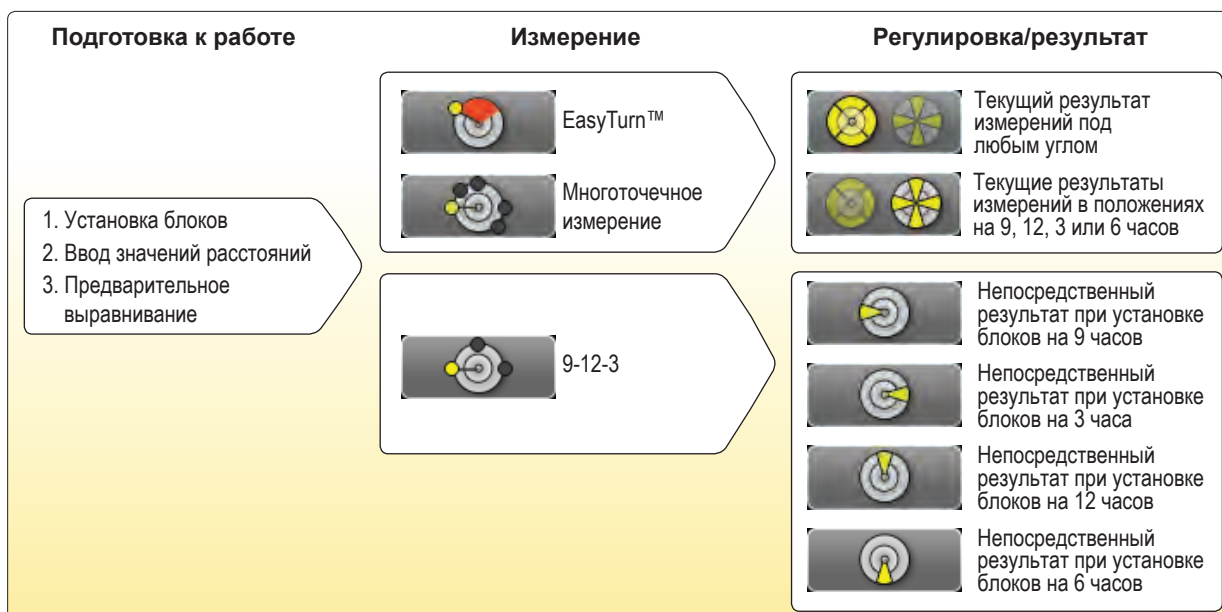 Подготовка к работе
Измерение
Регулировка/результат
1. Установка блоков
2. Ввод значений расстояний
3. Предварительное
выравнивание
EasyTurn™
Многоточечное
измерение
9-12-3
Текущий результат
измерений под
любым углом
Текущие результаты
измерений в положениях
на 9, 12, 3 или 6 часов
Непосредственный
результат при установке
блоков на 9 часов
Непосредственный
результат при установке
блоков на 3 часа
Непосредственный
результат при установке
блоков на 12 часов
Непосредственный
результат при установке
блоков на 6 часов